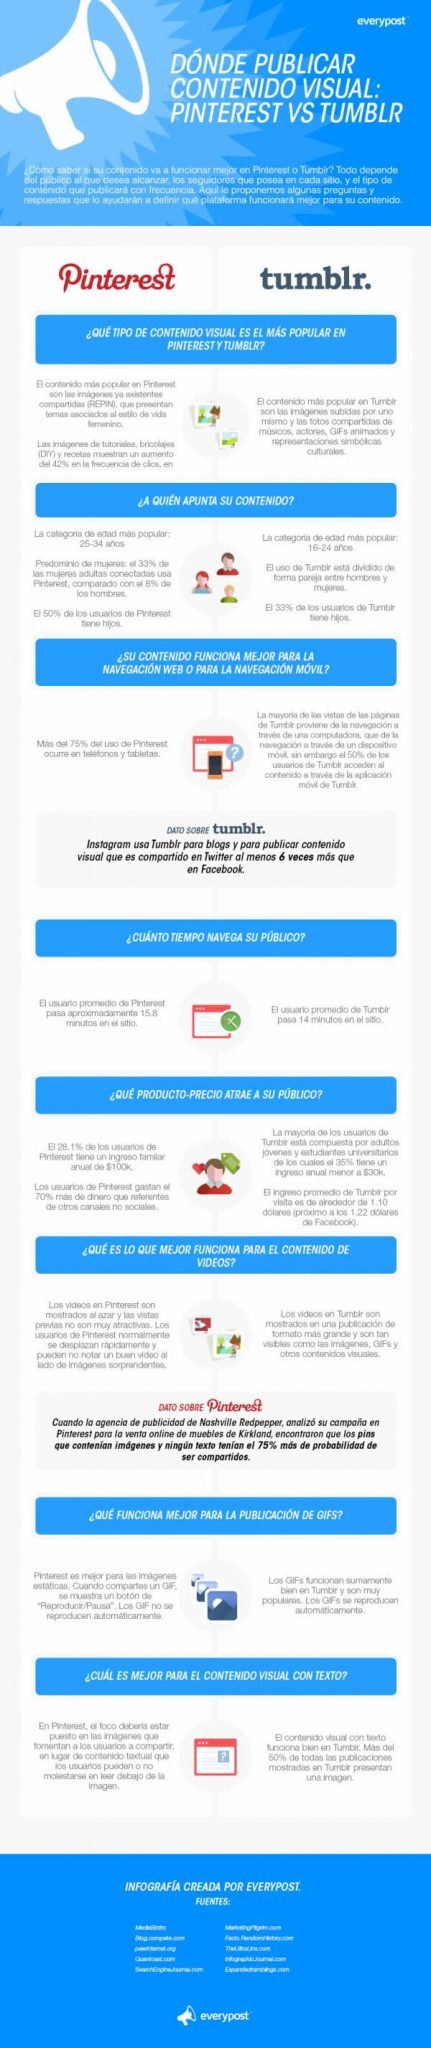 everypost
DÓNDE PUBLICAR
CONTENIDO VISUAL:
PINTEREST VS TUMBLR
¿Cómo saber si su contenido va a funcionar mejor en Pinterest o Tumblr? Todo depende
del público al que desea alcanzar, los seguidores que posea en cada sitio, y el tipo de
contenido que publicará con frecuencia. Aquí le proponemos algunas preguntas y
respuestas que lo ayudarán a definir qué plataforma funcionará mejor para su contenido.
Pinterest
tumblr.
¿QUÉ TIPO DE CONTENIDO VISUAL ES EL MÁS POPULAR EN
PINTEREST Y TUMBLR?
El contenido más popular en Pinterest
son las imágenes ya existentes
compartidas (REPIN), que presentan
temas asociados al estilo de vida
femenino.
Las imágenes de tutoriales, bricolajes
(DIY) y recetas muestran un aumento
del 42% en la frecuencia de clics, en
El contenido más popular en Tumblr
son las imágenes subidas por uno
mismo y las fotos compartidas de
músicos, actores, GIFs animados y
representaciones simbólicas
culturales.
¿A QUIÉN APUNTA SU CONTENIDO?
La categoría de edad más popular:
25-34 años
Predominio de mujeres: el 33% de
las mujeres adultas conectadas usa
Pinterest, comparado con el 8% de
los hombres.
El 50% de los usuarios de Pinterest
tiene hijos.
La categoría de edad más popular:
16-24 años
El uso de Tumblr está dividido de
forma pareja entre hombres y
mujeres.
El 33% de los usuarios de Tumblr
tiene hijos.
¿SU CONTENIDO FUNCIONA MEJOR PARA LA
NAVEGACIÓN WEB O PARA LA NAVEGACIÓN MÓVIL?
Más del 75% del uso de Pinterest
ocurre en teléfonos y tabletas.
La mayoría de las vistas de las páginas
de Tumblr proviene de la navegación a
través de una computadora, que de la
navegación a través de un dispositivo
móvil, sin embargo el 50% de los
usuarios de Tumblr acceden al
contenido a través de la aplicación
móvil de Tumblr.
DATO SOBRE tumblr.
Instagram usa Tumblr para blogs y para publicar contenido
visual que es compartido en Twitter al menos 6 veces más que
en Facebook.
¿CUÁNTO TIEMPO NAVEGA SU PÚBLICO?
El usuario promedio de Pinterest
pasa aproximadamente 15.8
minutos en el sitio.
El usuario promedio de Tumblr
pasa 14 minutos en el sitio.
¿QUÉ PRODUCTO-PRECIO ATRAE A SU PÚBLICO?
El 28.1% de los usuarios de
Pinterest tiene un ingreso familar
anual de $100k.
Los usuarios de Pinterest gastan el
70% más de dinero que referentes
de otros canales no sociales.
La mayoría de los usuarios de
Tumblr está compuesta por adultos
jóvenes y estudiantes universitarios
de los cuales el 35% tiene un
ingreso anual menor a $30k.
El ingreso promedio de Tumblr por
visita es de alrededor de 1.10
dólares (próximo a los 1.22 dólares
de Facebook).
¿QUÉ ES LO QUE MEJOR FUNCIONA PARA EL CONTENIDO DE
VIDEOS?
Los videos en Pinterest son
mostrados al azar y las vistas
previas no son muy atractivas. Los
usuarios de Pinterest normalmente
se desplazan rápidamente y
pueden no notar un buen video al
lado de imágenes sorprendentes.
Los videos en Tumblr son
mostrados en una publicación de
formato más grande y son tan
visibles como las imágenes, GIFs y
otros contenidos visuales.
DATO SOBRE Pinterest
Cuando la agencia de publicidad de Nashville Redpepper, analizó su campaña en
Pinterest para la venta online de muebles de Kirkland, encontraron que los pins
que contenían imágenes y ningún texto tenían el 75% más de probabilidad de
ser compartidos.
¿QUÉ FUNCIONA MEJOR PARA LA PUBLICACIÓN DE GIFS?
Pinterest es mejor para las imágenes
estáticas. Cuando compartes un GIF,
se muestra un botón de
"Reproducir/Pausa". Los GIF no se
reproducen automáticamente.
Los GIFs funcionan sumamente
bien en Tumblr y son muy
populares. Los GIFs se reproducen
automáticamente.
¿CUÁL ES MEJOR PARA EL CONTENIDO VISUAL CON TEXTO?
En Pinterest, el foco debería estar
puesto en las imágenes que
fomentan a los usuarios a compartir,
en lugar de contenido textual que
los usuarios pueden o no
molestarse en leer debajo de la
imagen.
El contenido visual con texto
funciona bien en Tumblr. Más del
50% de todas las publicaciones
mostradas en Tumblr presentan
una imagen.
INFOGRAFÍA CREADA POR EVERYPOST.
FUENTES:
MediaBistro
Blog.compete.com
pewinternet.org
Quantcast.com
SearchEngineJournal.com
MarketingPilgrim.com
Facts.RandomHistory.com
TheUltraLinx.com
InfographicJournal.com
Expandedramblings.com
everypost